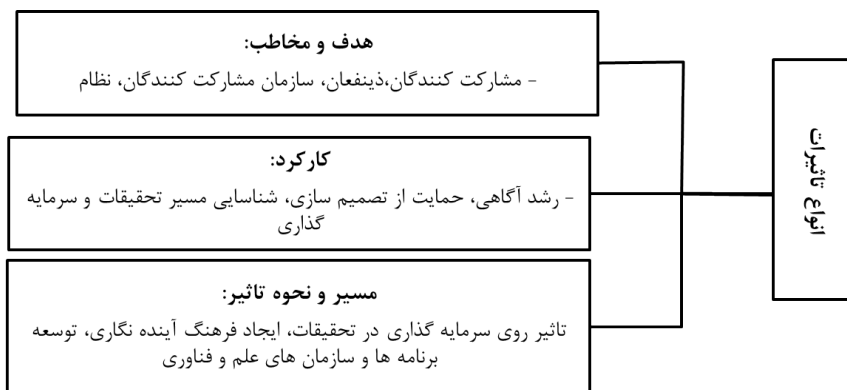 انواع تاثیرات
هدف و مخاطب:
- مشارکت کنندگان،ذینفعان، سازمان مشارکت کنندگان، نظام
کارکرد:
- رشد آگاهی، حمایت از تصمیم سازی، شناسایی مسیر تحقیقات و سرمایه
گذاری
مسیر و نحوه تاثیر:
تاثیر روی سرمایه گذاری در تحقیقات، ایجاد فرهنگ آینده نگاری، توسعه
برنامه ها و سازمان های علم و فناوری